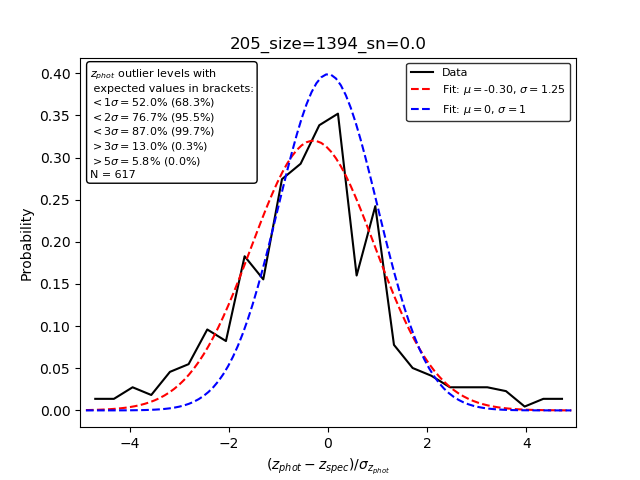 205_size=1394_sn=0.0
z_phot outlier levels with
expected values in brackets:
<1σ = 52.0% (68.3%)
<2σ = 76.7% (95.5%)
<3σ = 87.0% (99.7%)
>3σ = 13.0% (0.3%)
>5σ = 5.8% (0.0%)
N = 617
Data
Fit: μ = -0.30, σ = 1.25
Fit: μ = 0, σ = 1
Probability
0.40
0.35
0.30
0.25
0.20
0.15
0.10
0.05
0.00
−4 −2 0 2 4
(z_phot − z_spec)/σ_z_phot